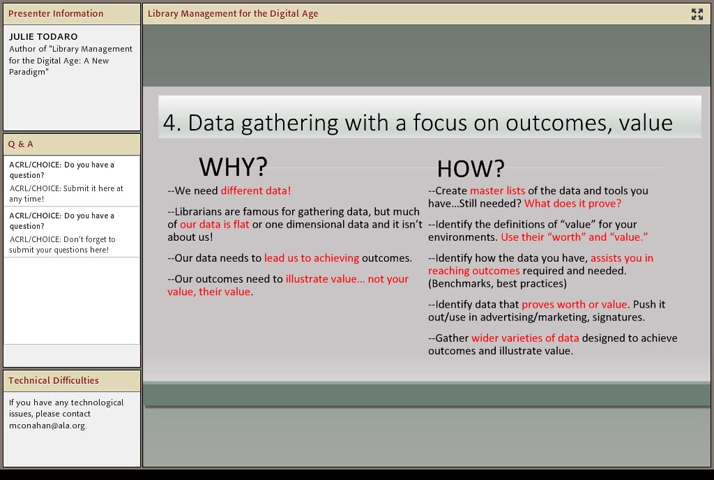 Presenter Information
JULIE TODARO
Author of "Library Management
for the Digital Age: A New
Paradigm"
Q & A
ACRL/CHOICE: Do you have a
question?
ACRL/CHOICE: Submit it here at
any time!
ACRL/CHOICE: Do you have a
question?
ACRL/CHOICE: Don't forget to
submit your questions here!
Technical Difficulties
If you have any technological
issues, please contact
mconahan@ala.org.
Library Management for the Digital Age
4. Data gathering with a focus on outcomes, value
WHY?
--We need different data!
--Librarians are famous for gathering data, but much
of our data is flat or one dimensional data and it isn't
about us!
--Our data needs to lead us to achieving outcomes.
--Our outcomes need to illustrate value... not your
value, their value.
HOW?
--Create master lists of the data and tools you
have...Still needed? What does it prove?
--Identify the definitions of "value" for your
environments. Use their "worth" and "value."
--Identify how the data you have, assists you in
reaching outcomes required and needed.
(Benchmarks, best practices)
--Identify data that proves worth or value. Push it
out/use in advertising/marketing, signatures.
--Gather wider varieties of data designed to achieve
outcomes and illustrate value.